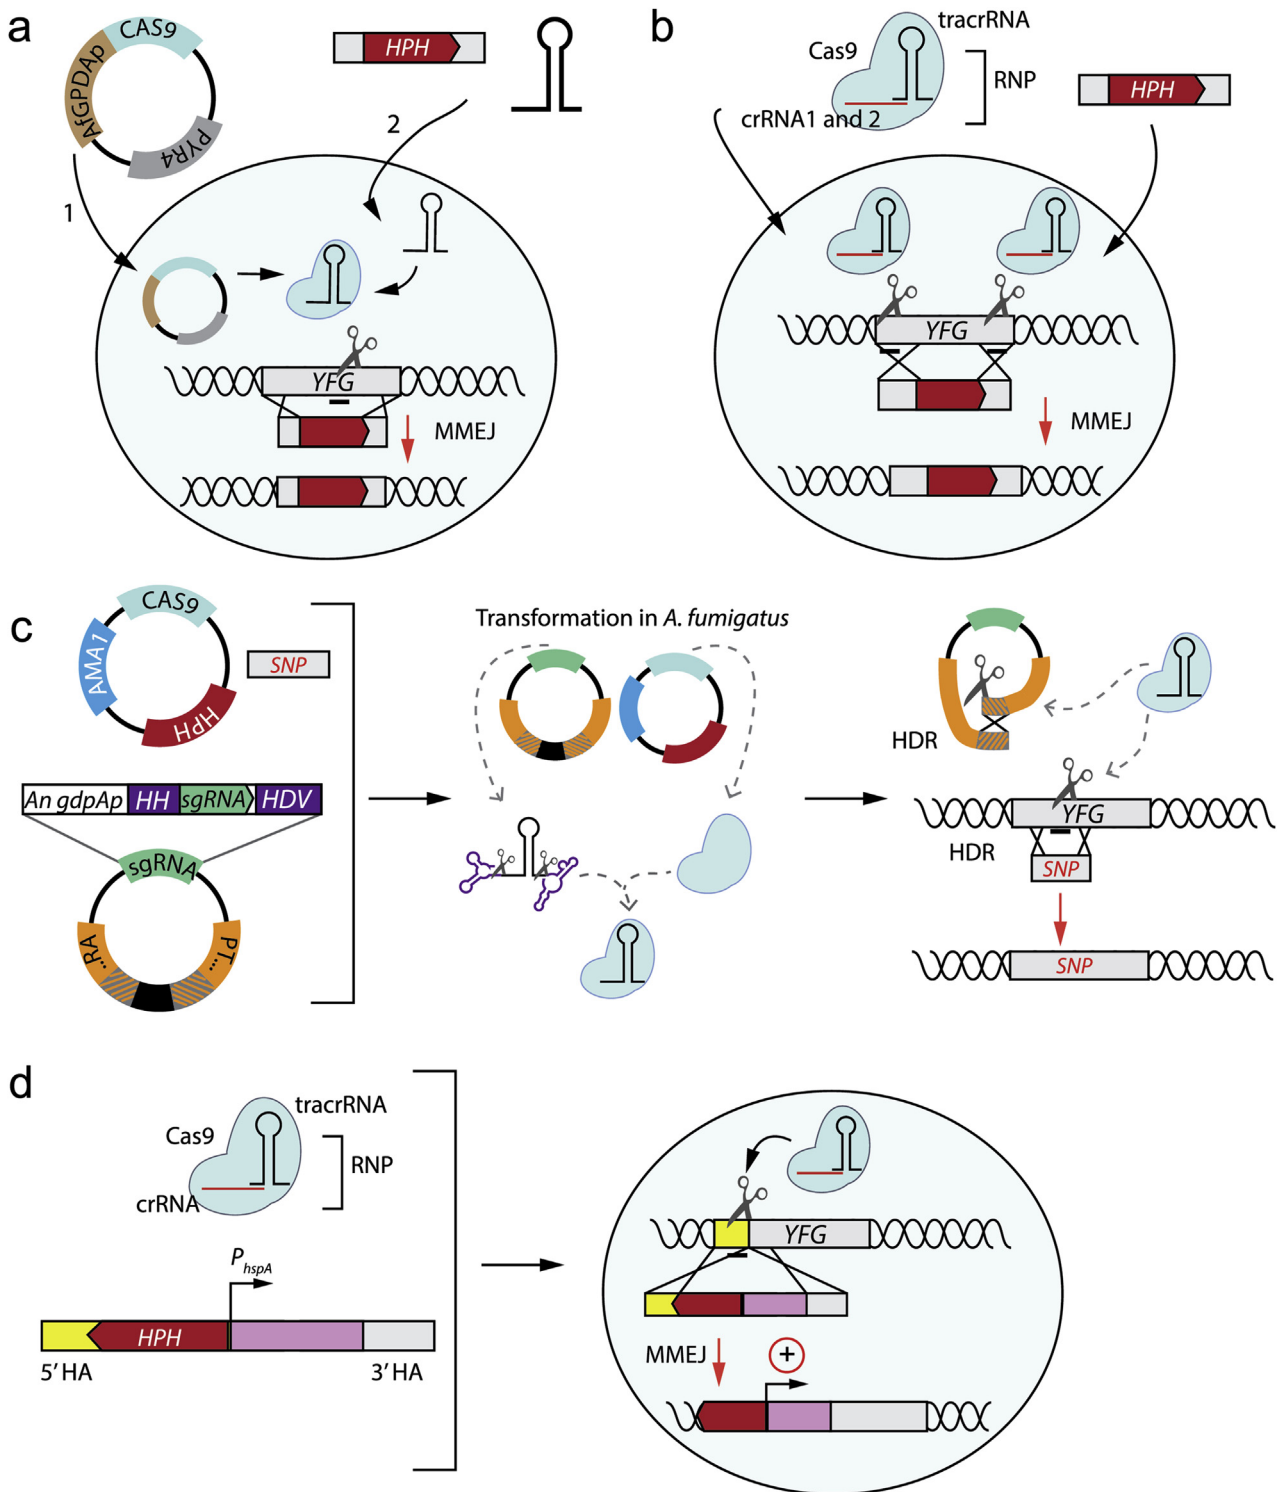 a
CAS9
AfGPDAp
PYR4
HPH
1
2
YFG
MMEJ
b
tracrRNA
Cas9
RNP
crRNA1 and 2
HPH
YFG
MMEJ
c
CAS9
AMA1
HPH
SNP
An gdpAp HH sgRNA HDV
sgRNA
...RA
PT...
Transformation in A. fumigatus
HDR
YFG
HDR
SNP
SNP
d
tracrRNA
Cas9
RNP
crRNA
PhspA
HPH
5'HA
3'HA
YFG
MMEJ
+